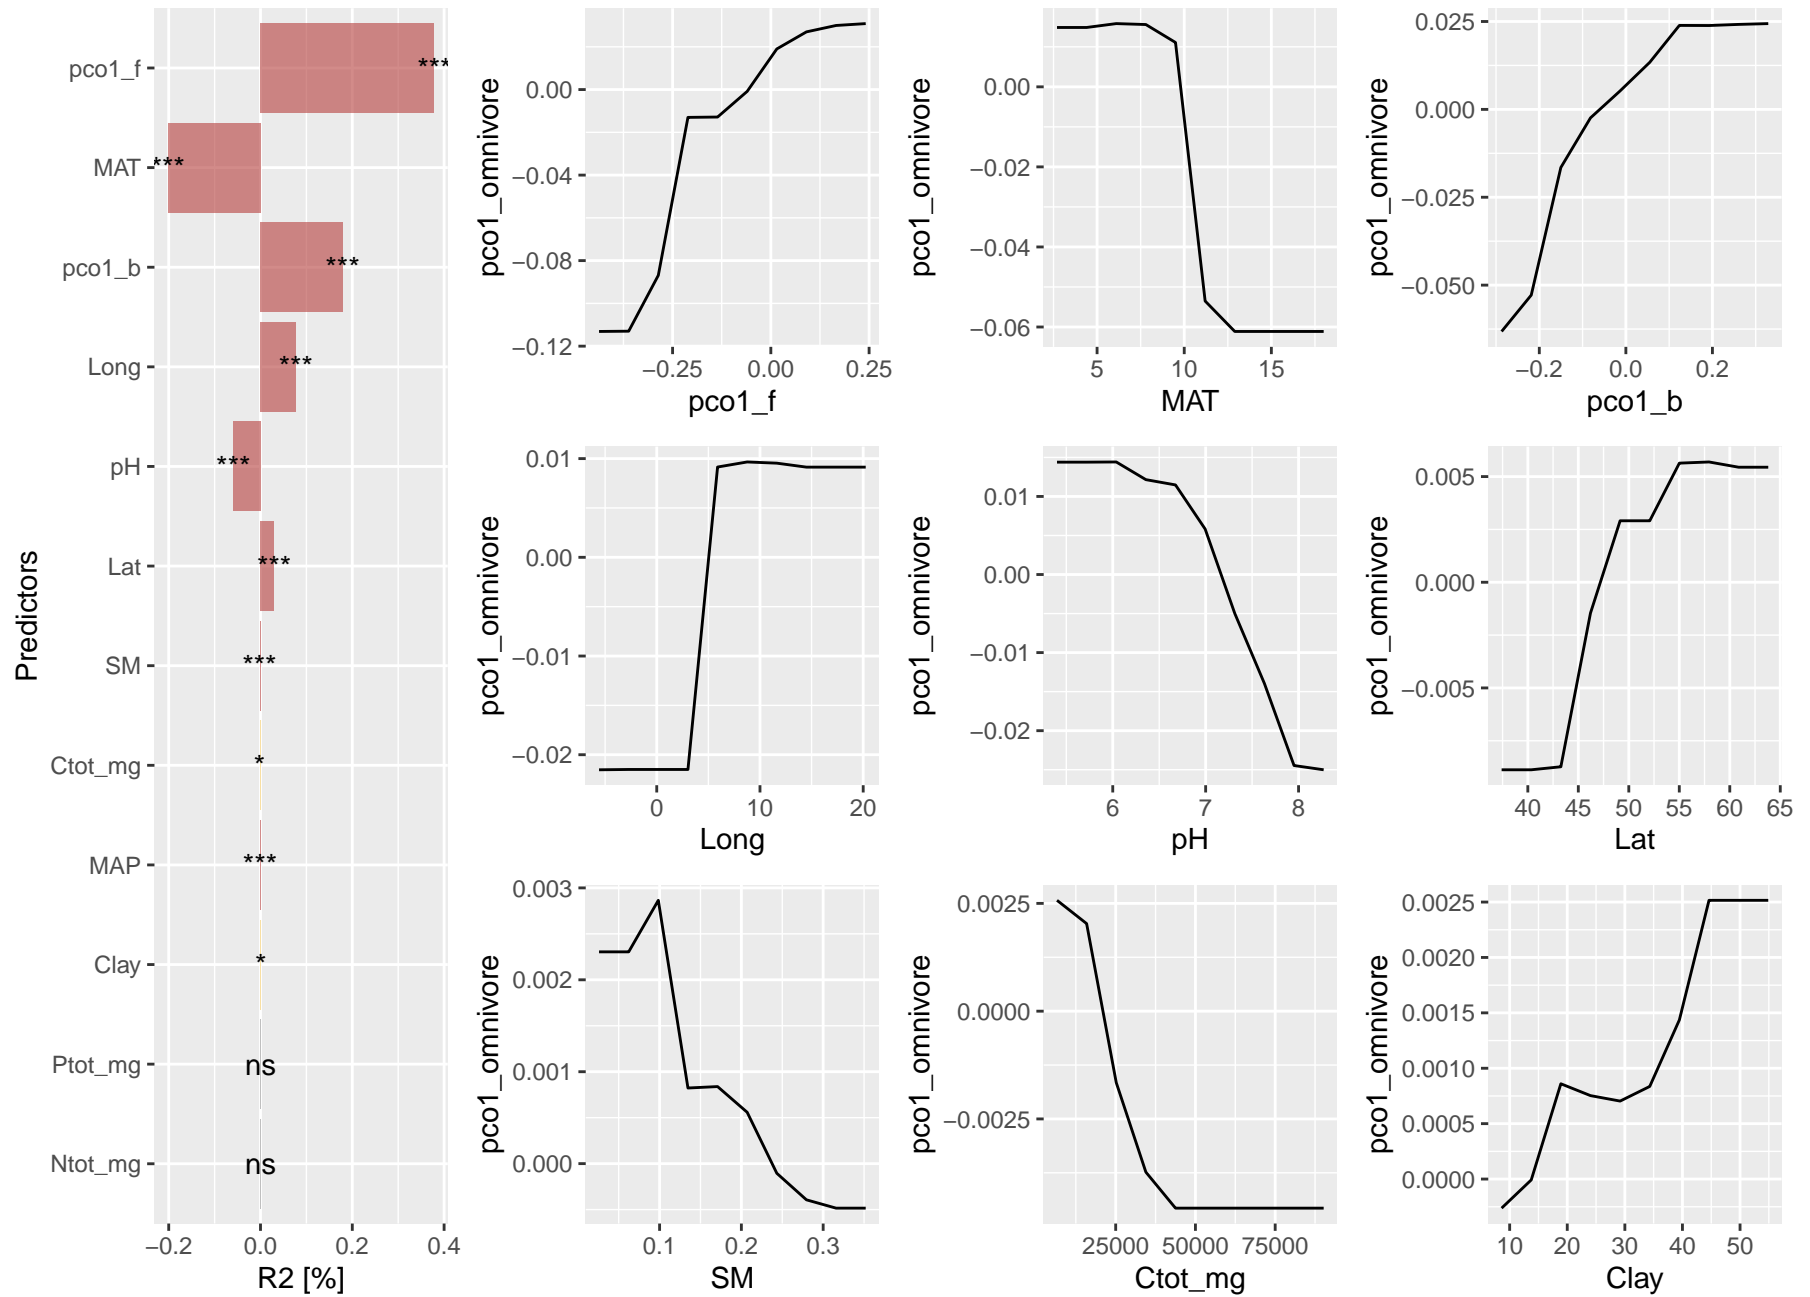 Predictors
pco1_f
***
MAT
***
pco1_b
***
Long
***
pH
***
Lat
***
SM
***
Ctot_mg
*
MAP
***
Clay
*
Ptot_mg
ns
Ntot_mg
ns
−0.2 0.0 0.2 0.4
R2 [%]
pco1_omnivore
0.00
−0.04
−0.08
−0.12
−0.25 0.00 0.25
pco1_f
pco1_omnivore
0.00
−0.02
−0.04
−0.06
5 10 15
MAT
pco1_omnivore
0.025
0.000
−0.025
−0.050
−0.2 0.0 0.2
pco1_b
pco1_omnivore
0.01
0.00
−0.01
−0.02
0 10 20
Long
pco1_omnivore
0.01
0.00
−0.01
−0.02
6 7 8
pH
pco1_omnivore
0.005
0.000
−0.005
40 45 50 55 60 65
Lat
pco1_omnivore
0.003
0.002
0.001
0.000
0.1 0.2 0.3
SM
pco1_omnivore
0.0025
0.0000
−0.0025
25000 50000 75000
Ctot_mg
pco1_omnivore
0.0025
0.0020
0.0015
0.0010
0.0005
0.0000
10 20 30 40 50
Clay